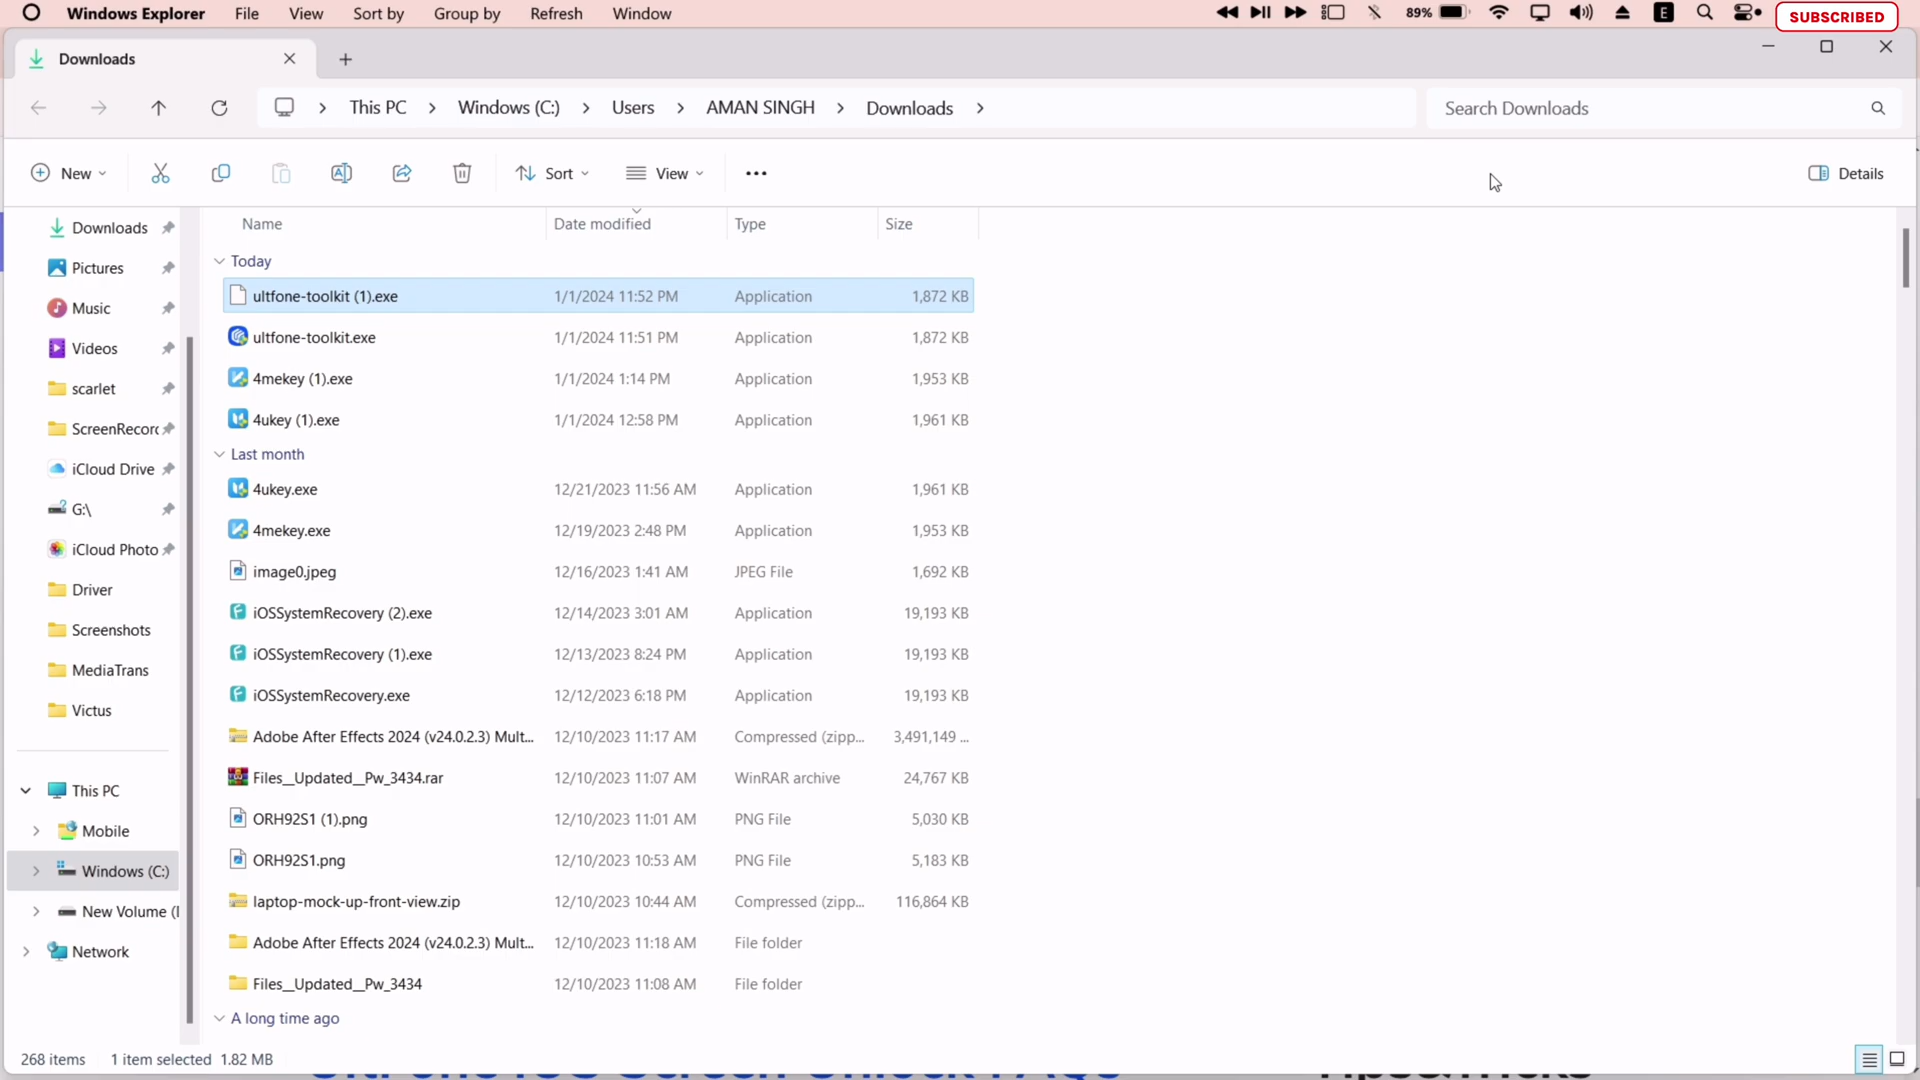 Windows Explorer File View Sort by Group by Refresh Window 89% E SUBSCRIBED
Downloads
This PC Windows (C:) Users AMAN SINGH Downloads Search Downloads
New Sort View Details
Name Date modified Type Size
Downloads
Pictures
Music
Videos
scarlet
ScreenRecorc
iCloud Drive
G:\
iCloud Photo
Driver
Screenshots
MediaTrans
Victus
This PC
Mobile
Windows (C:)
New Volume (I
Network
Today
ultfone-toolkit (1).exe 1/1/2024 11:52 PM Application 1,872 KB
ultfone-toolkit.exe 1/1/2024 11:51 PM Application 1,872 KB
4mekey (1).exe 1/1/2024 1:14 PM Application 1,953 KB
4ukey (1).exe 1/1/2024 12:58 PM Application 1,961 KB
Last month
4ukey.exe 12/21/2023 11:56 AM Application 1,961 KB
4mekey.exe 12/19/2023 2:48 PM Application 1,953 KB
image0.jpeg 12/16/2023 1:41 AM JPEG File 1,692 KB
iOSSystemRecovery (2).exe 12/14/2023 3:01 AM Application 19,193 KB
iOSSystemRecovery (1).exe 12/13/2023 8:24 PM Application 19,193 KB
iOSSystemRecovery.exe 12/12/2023 6:18 PM Application 19,193 KB
Adobe After Effects 2024 (v24.0.2.3) Mult... 12/10/2023 11:17 AM Compressed (zipp... 3,491,149 ...
Files__Updated__Pw_3434.rar 12/10/2023 11:07 AM WinRAR archive 24,767 KB
ORH92S1 (1).png 12/10/2023 11:01 AM PNG File 5,030 KB
ORH92S1.png 12/10/2023 10:53 AM PNG File 5,183 KB
laptop-mock-up-front-view.zip 12/10/2023 10:44 AM Compressed (zipp... 116,864 KB
Adobe After Effects 2024 (v24.0.2.3) Mult... 12/10/2023 11:18 AM File folder
Files__Updated__Pw_3434 12/10/2023 11:08 AM File folder
A long time ago
268 items 1 item selected 1.82 MB